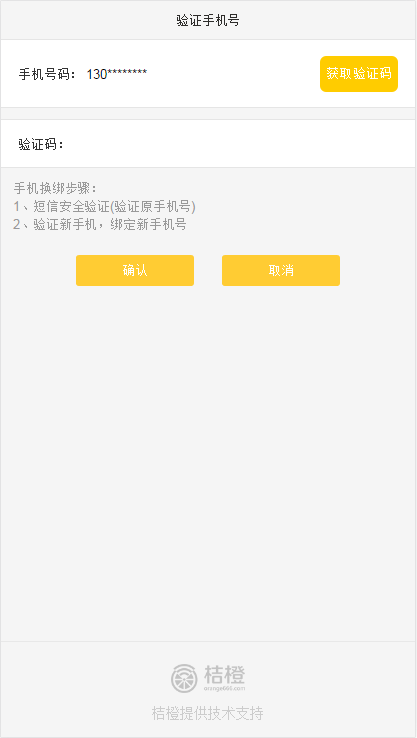 验证手机号
手机号码： 130******** 获取验证码
验证码：
手机换绑步骤：
1、短信安全验证(验证原手机号)
2、验证新手机，绑定新手机号
确认 取消
桔橙
orange666.com
桔橙提供技术支持